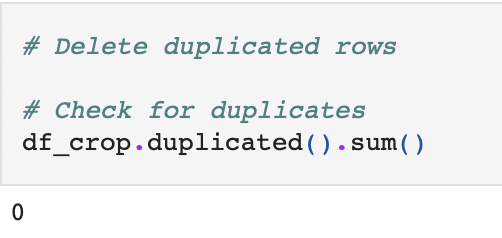 # Delete duplicated rows
# Check for duplicates
df_crop.duplicated().sum()
0